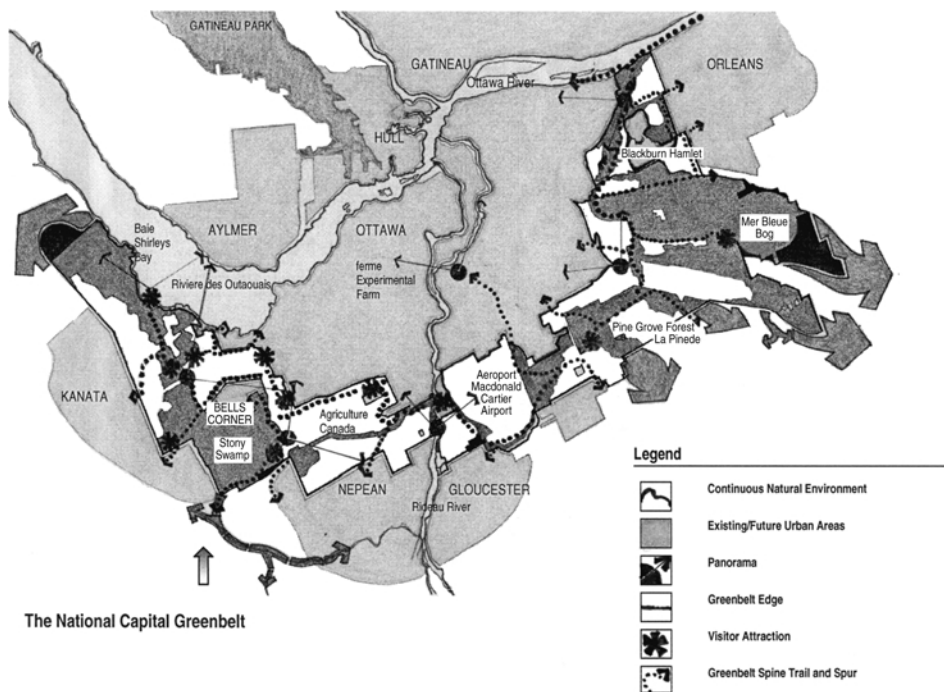 GATINEAU PARK
GATINEAU
Ottawa River
ORLEANS
HULL
Blackburn Hamlet
Baie
Shirleys
Bay
AYLMER
OTTAWA
Mer Bleue
Bog
Riviere des Outaouais
ferme
Experimental
Farm
Pine Grove Forest
La Pinede
KANATA
Aeroport
Macdonald
Cartier
Airport
BELLS
CORNER
Agriculture
Canada
Stony
Swamp
NEPEAN
GLOUCESTER
Rideau River
The National Capital Greenbelt
Legend
Continuous Natural Environment
Existing/Future Urban Areas
Panorama
Greenbelt Edge
Visitor Attraction
Greenbelt Spine Trail and Spur